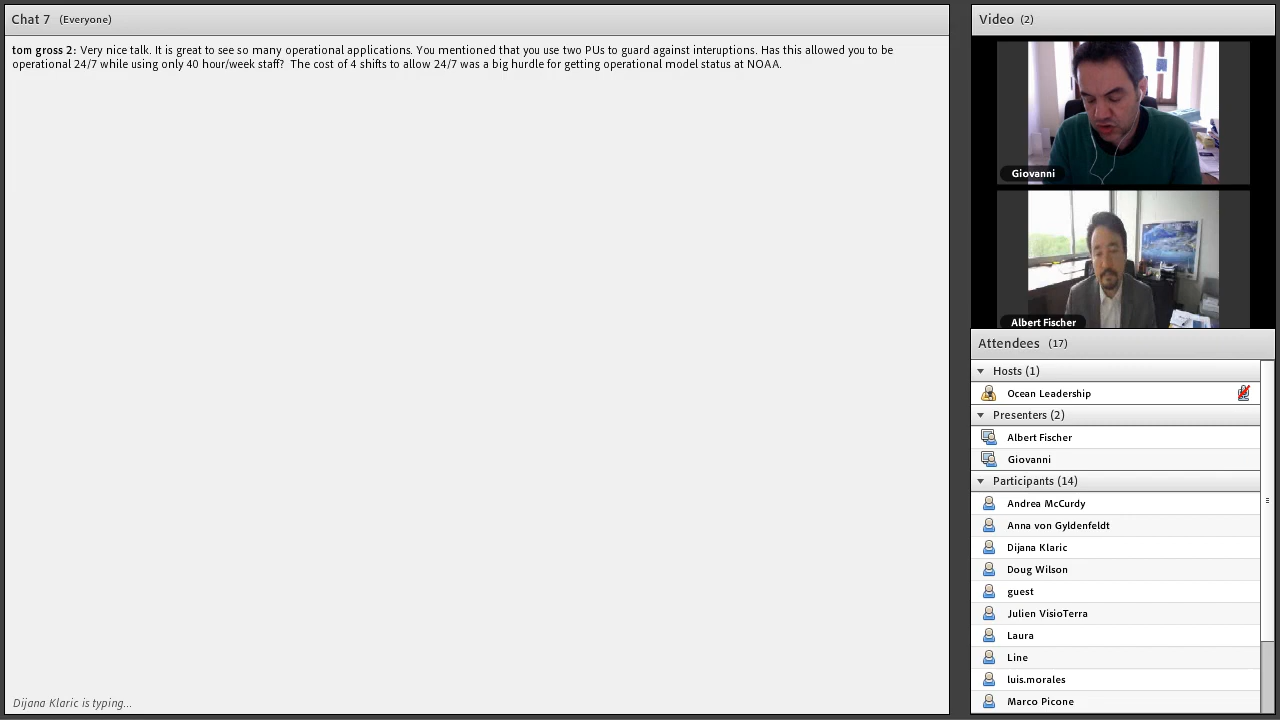 Chat 7 (Everyone)
tom gross 2: Very nice talk. It is great to see so many operational applications. You mentioned that you use two PUs to guard against interuptions. Has this allowed you to be
operational 24/7 while using only 40 hour/week staff?  The cost of 4 shifts to allow 24/7 was a big hurdle for getting operational model status at NOAA.
Dijana Klaric is typing...
Video (2)
Giovanni
Albert Fischer
Attendees (17)
Hosts (1)
Ocean Leadership
Presenters (2)
Albert Fischer
Giovanni
Participants (14)
Andrea McCurdy
Anna von Gyldenfeldt
Dijana Klaric
Doug Wilson
guest
Julien VisioTerra
Laura
Line
luis.morales
Marco Picone